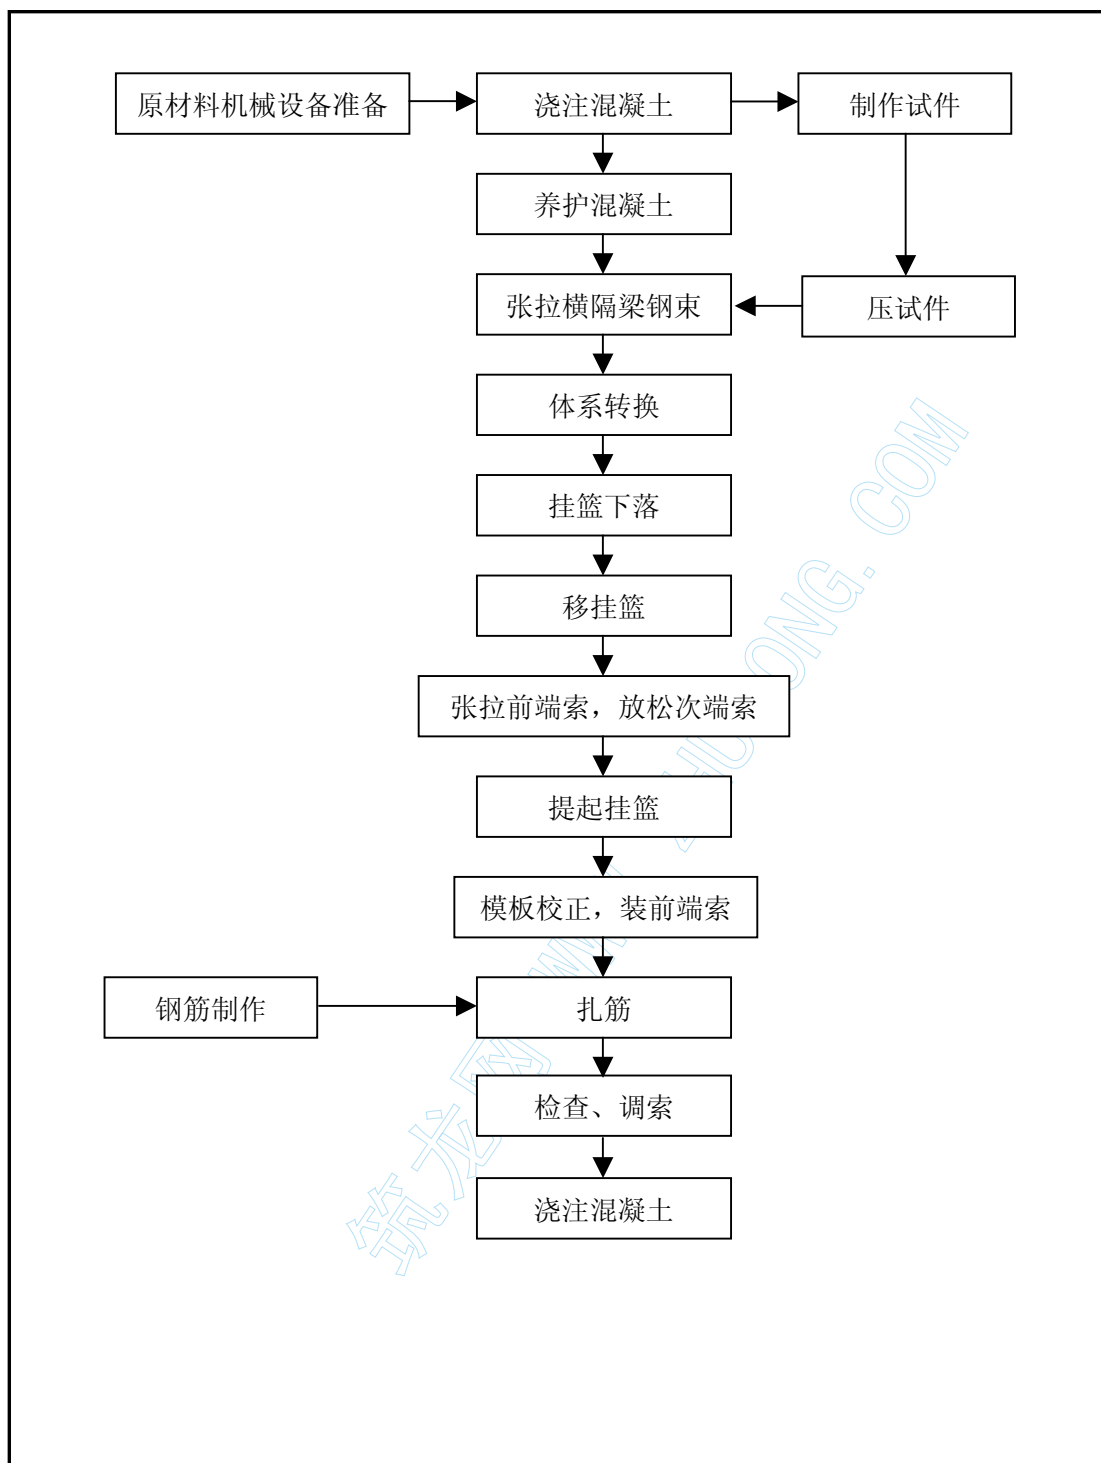 原材料机械设备准备
浇注混凝土
制作试件
养护混凝土
张拉横隔梁钢束
压试件
体系转换
挂篮下落
移挂篮
张拉前端索，放松次端索
提起挂篮
模板校正，装前端索
钢筋制作
扎筋
检查、调索
浇注混凝土